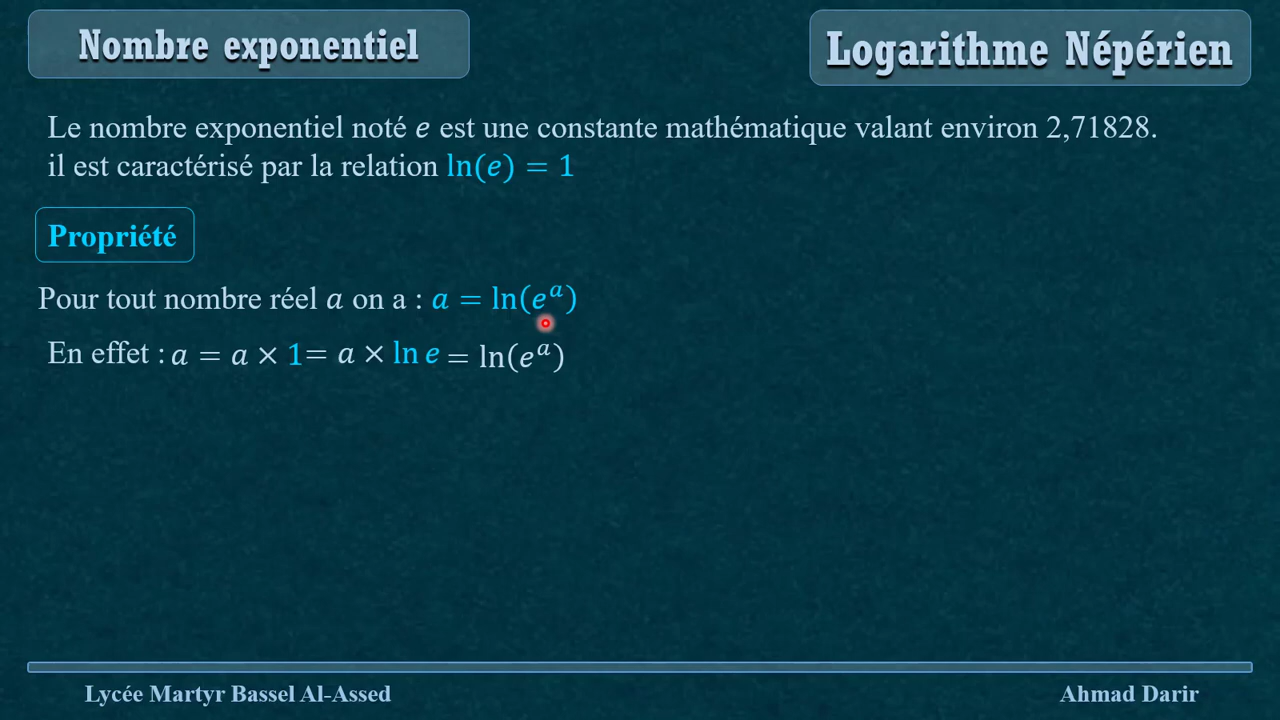 Nombre exponentiel
Logarithme Népérien
Le nombre exponentiel noté e est une constante mathématique valant environ 2,71828.
il est caractérisé par la relation ln(e) = 1
Propriété
Pour tout nombre réel a on a : a = ln(eᵃ)
En effet : a = a × 1= a × ln e = ln(eᵃ)
Lycée Martyr Bassel Al-Assed
Ahmad Darir